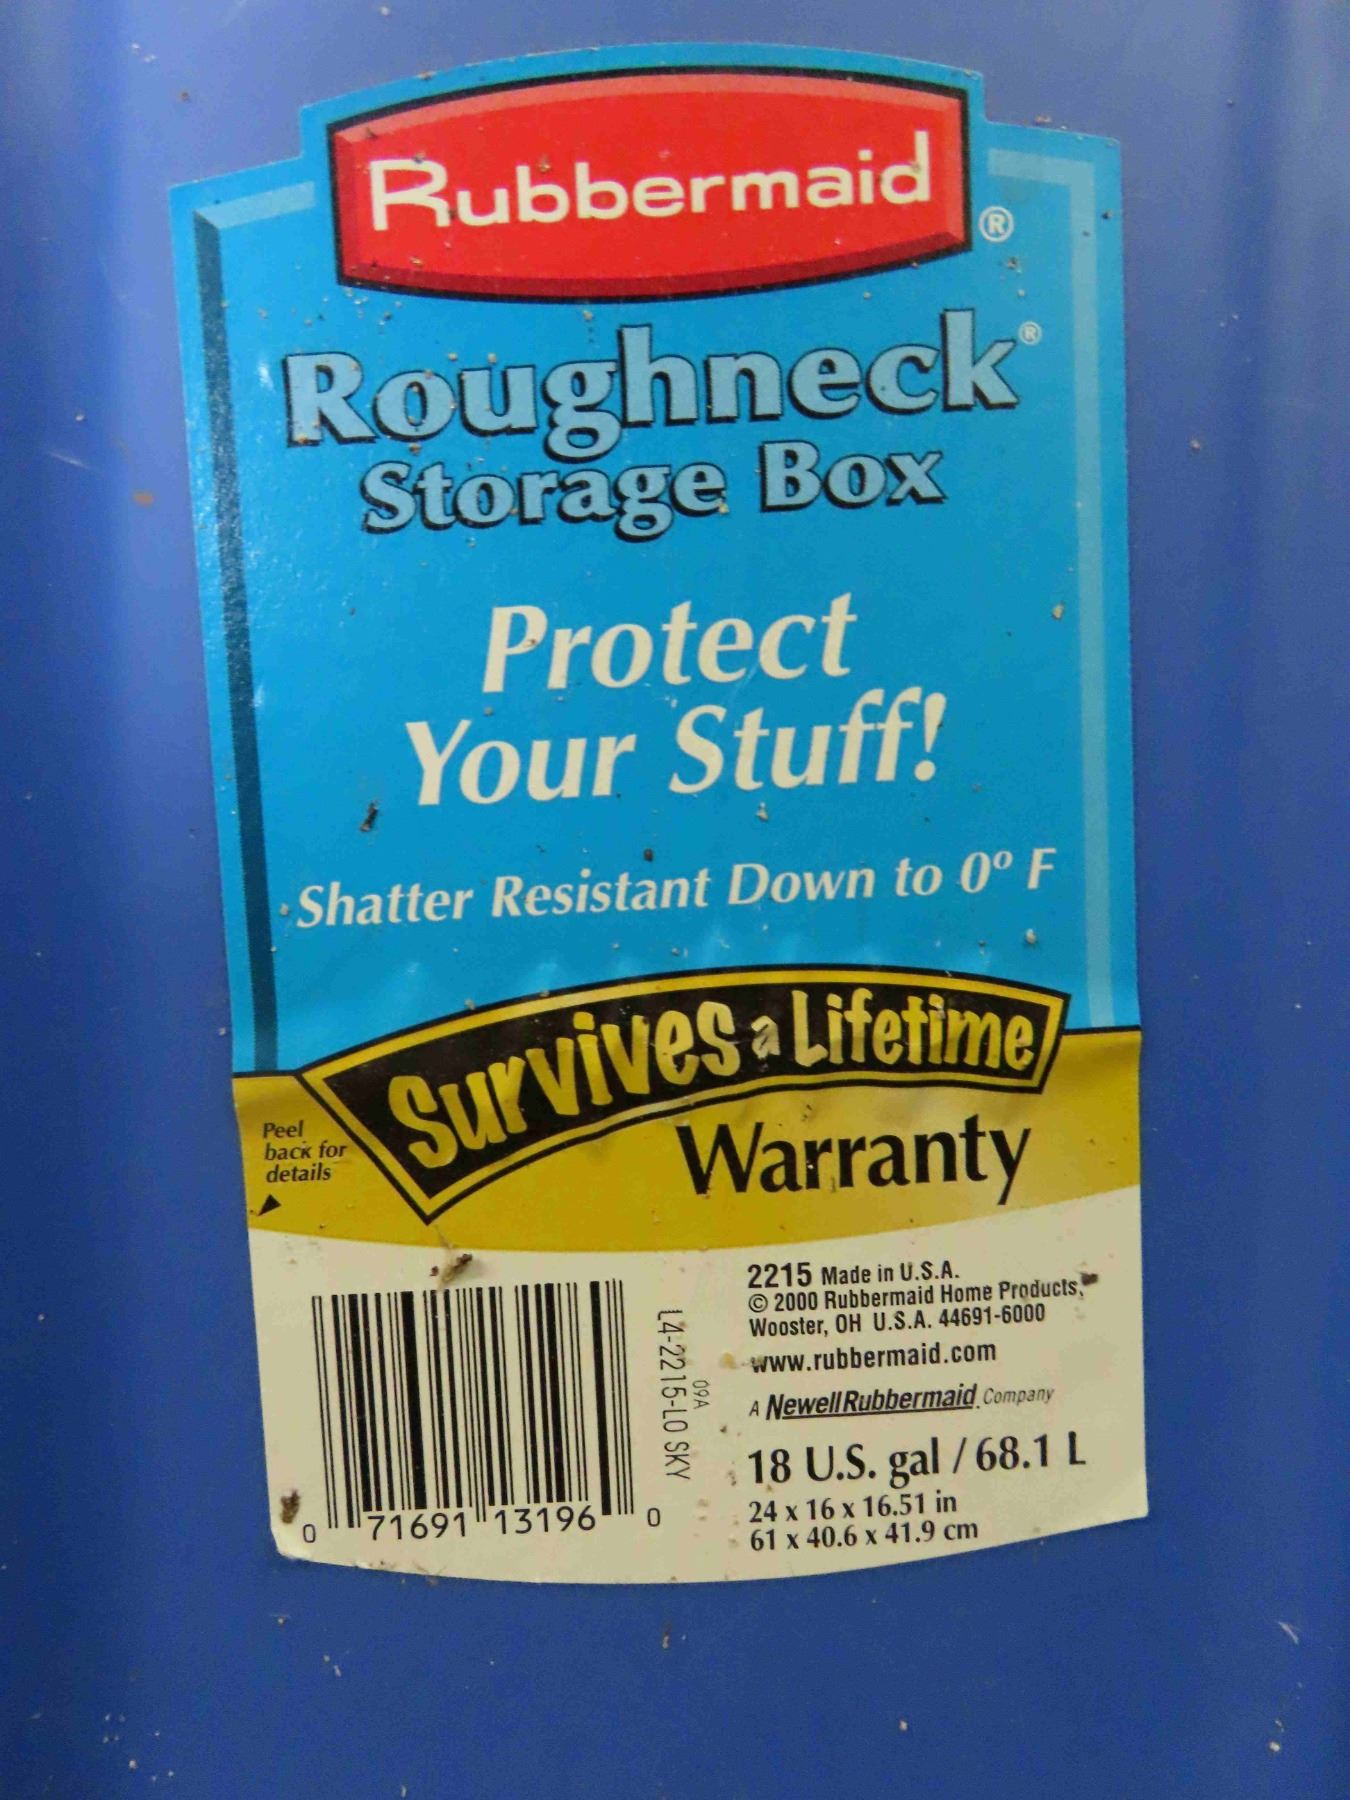 Rubbermaid®
Roughneck®
Storage Box
Protect
Your Stuff!
Shatter Resistant Down to 0° F
Survives a Lifetime
Warranty
Peel
back for
details
2215 Made in U.S.A.
© 2000 Rubbermaid Home Products,
Wooster, OH U.S.A. 44691-6000
www.rubbermaid.com
A NewellRubbermaid Company
18 U.S. gal / 68.1 L
24 x 16 x 16.51 in
61 x 40.6 x 41.9 cm
L4-2215-L0 SKY
09A
0 71691 13196 0